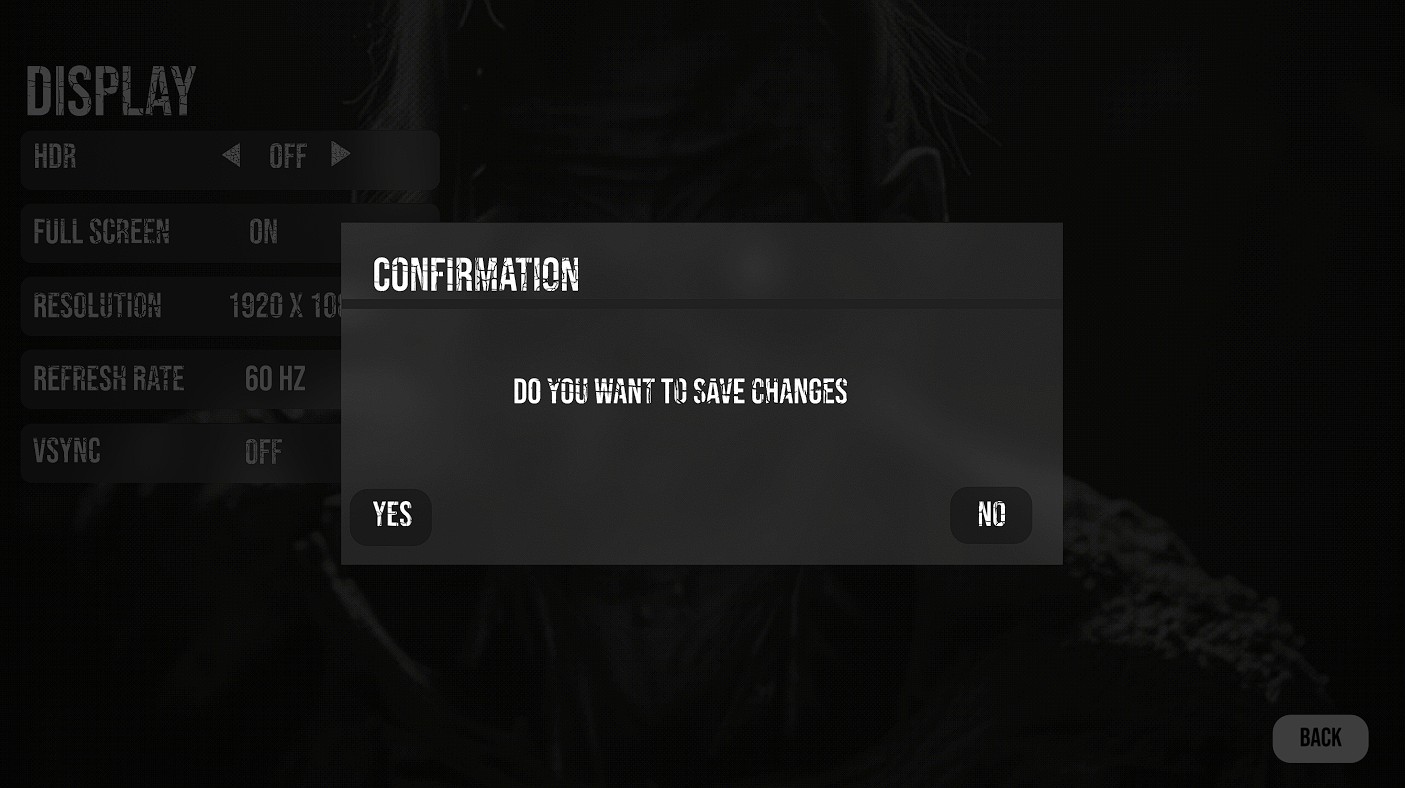 DISPLAY
HDR OFF
FULL SCREEN ON
RESOLUTION 1920 X
REFRESH RATE 60 HZ
VSYNC OFF
CONFIRMATION
DO YOU WANT TO SAVE CHANGES
YES NO
BACK